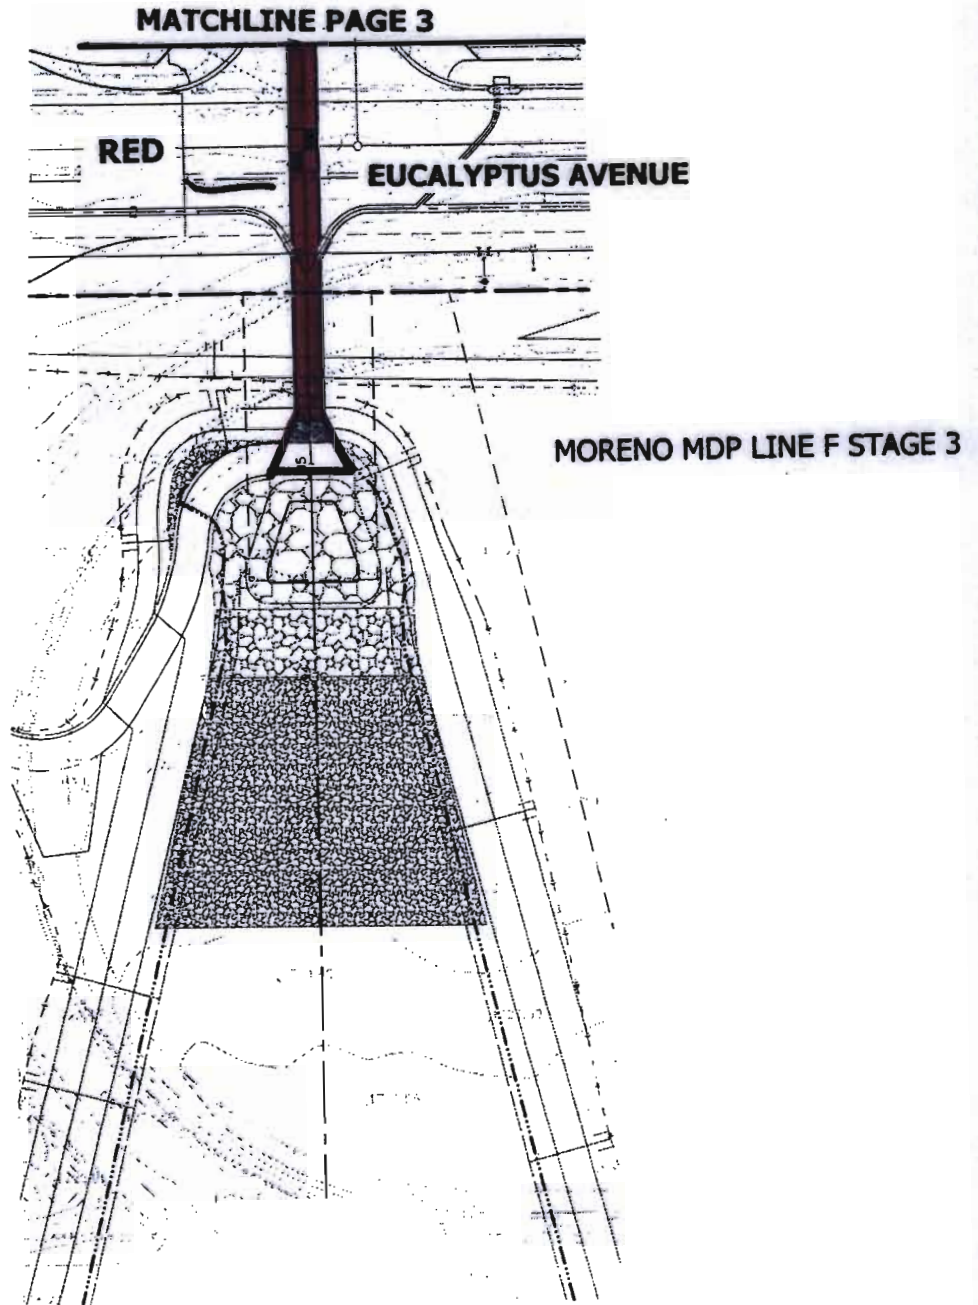 MATCHLINE PAGE 3
RED
EUCALYPTUS AVENUE
MORENO MDP LINE F STAGE 3